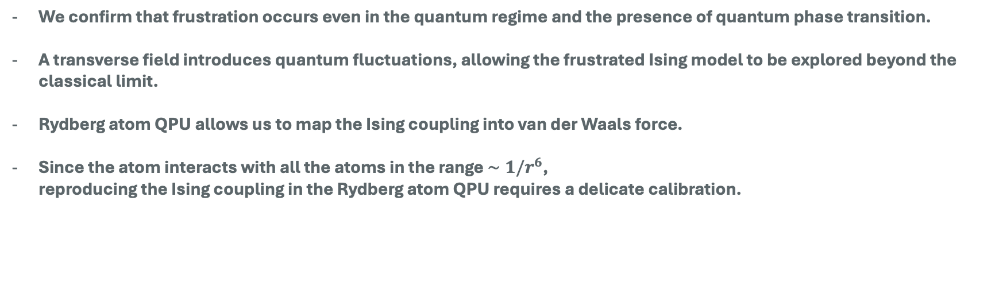 - We confirm that frustration occurs even in the quantum regime and the presence of quantum phase transition.
- A transverse field introduces quantum fluctuations, allowing the frustrated Ising model to be explored beyond the
classical limit.
- Rydberg atom QPU allows us to map the Ising coupling into van der Waals force.
- Since the atom interacts with all the atoms in the range ~ 1/r⁶,
reproducing the Ising coupling in the Rydberg atom QPU requires a delicate calibration.